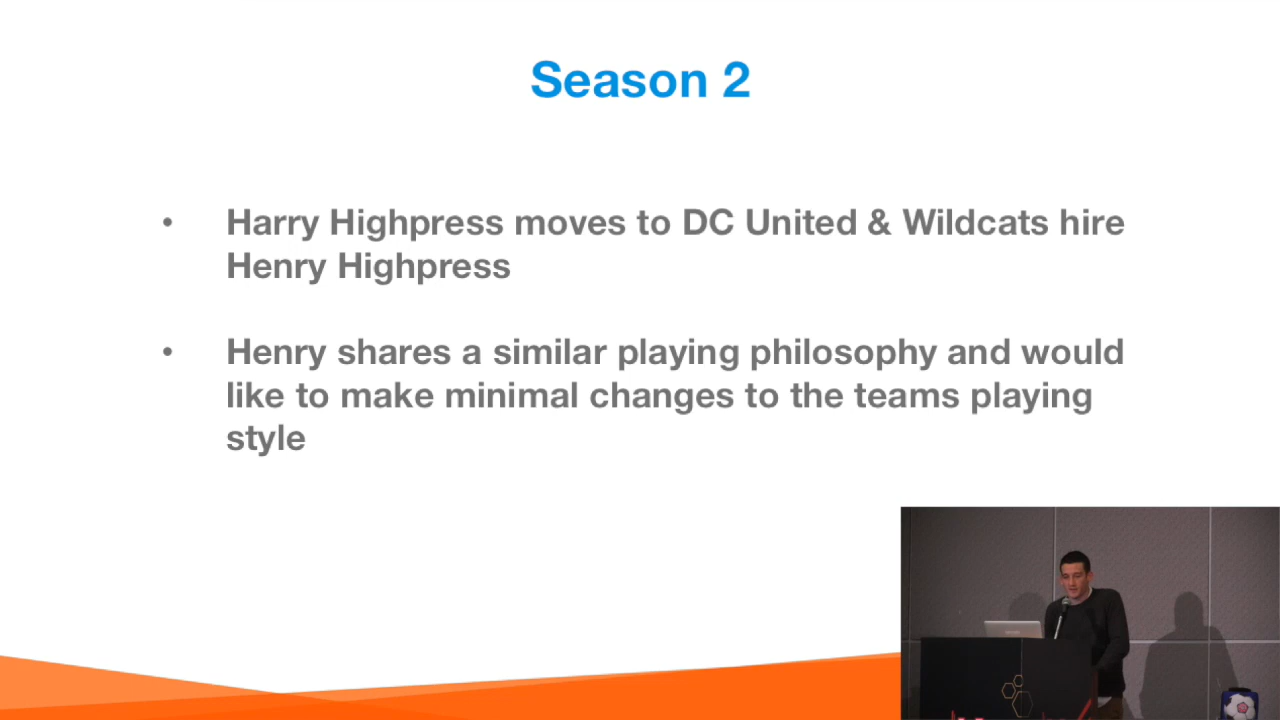 Season 2
• Harry Highpress moves to DC United & Wildcats hire
Henry Highpress
• Henry shares a similar playing philosophy and would
like to make minimal changes to the teams playing
style